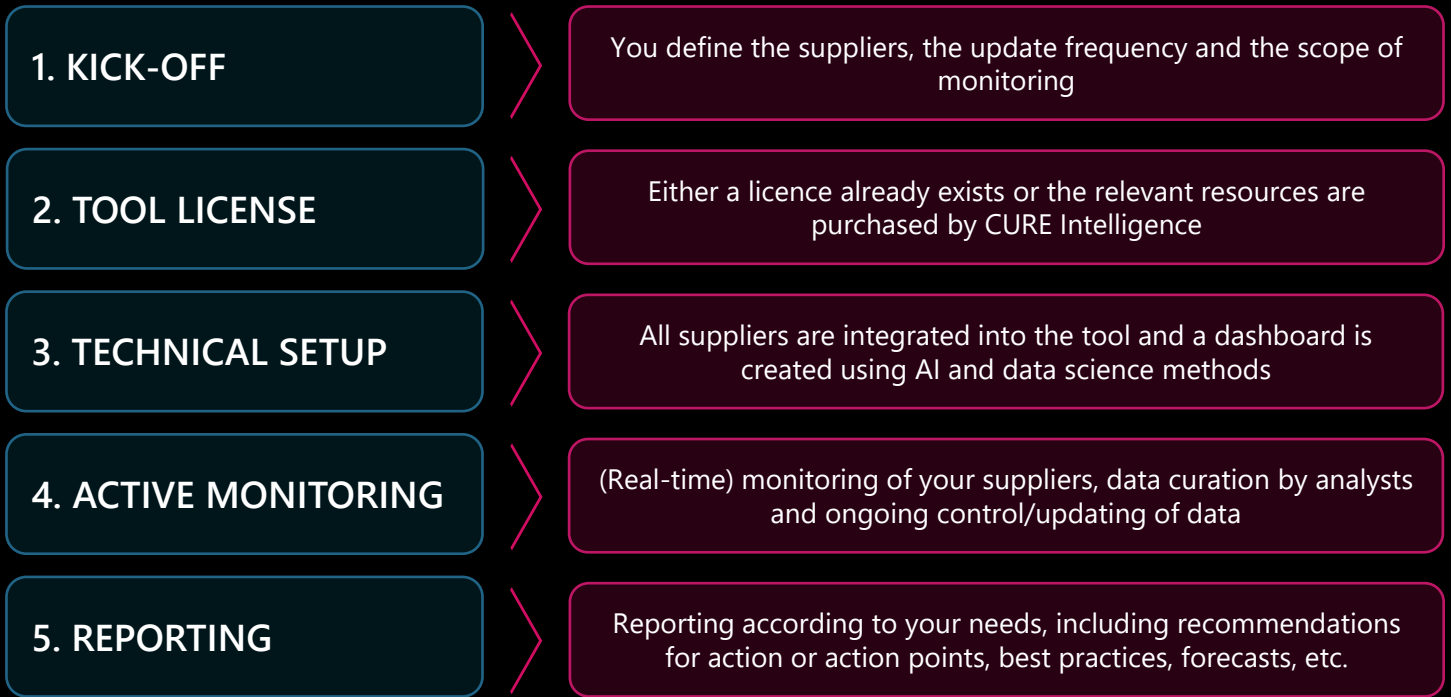 1. KICK-OFF
You define the suppliers, the update frequency and the scope of
monitoring
2. TOOL LICENSE
Either a licence already exists or the relevant resources are
purchased by CURE Intelligence
3. TECHNICAL SETUP
All suppliers are integrated into the tool and a dashboard is
created using AI and data science methods
4. ACTIVE MONITORING
(Real-time) monitoring of your suppliers, data curation by analysts
and ongoing control/updating of data
5. REPORTING
Reporting according to your needs, including recommendations
for action or action points, best practices, forecasts, etc.